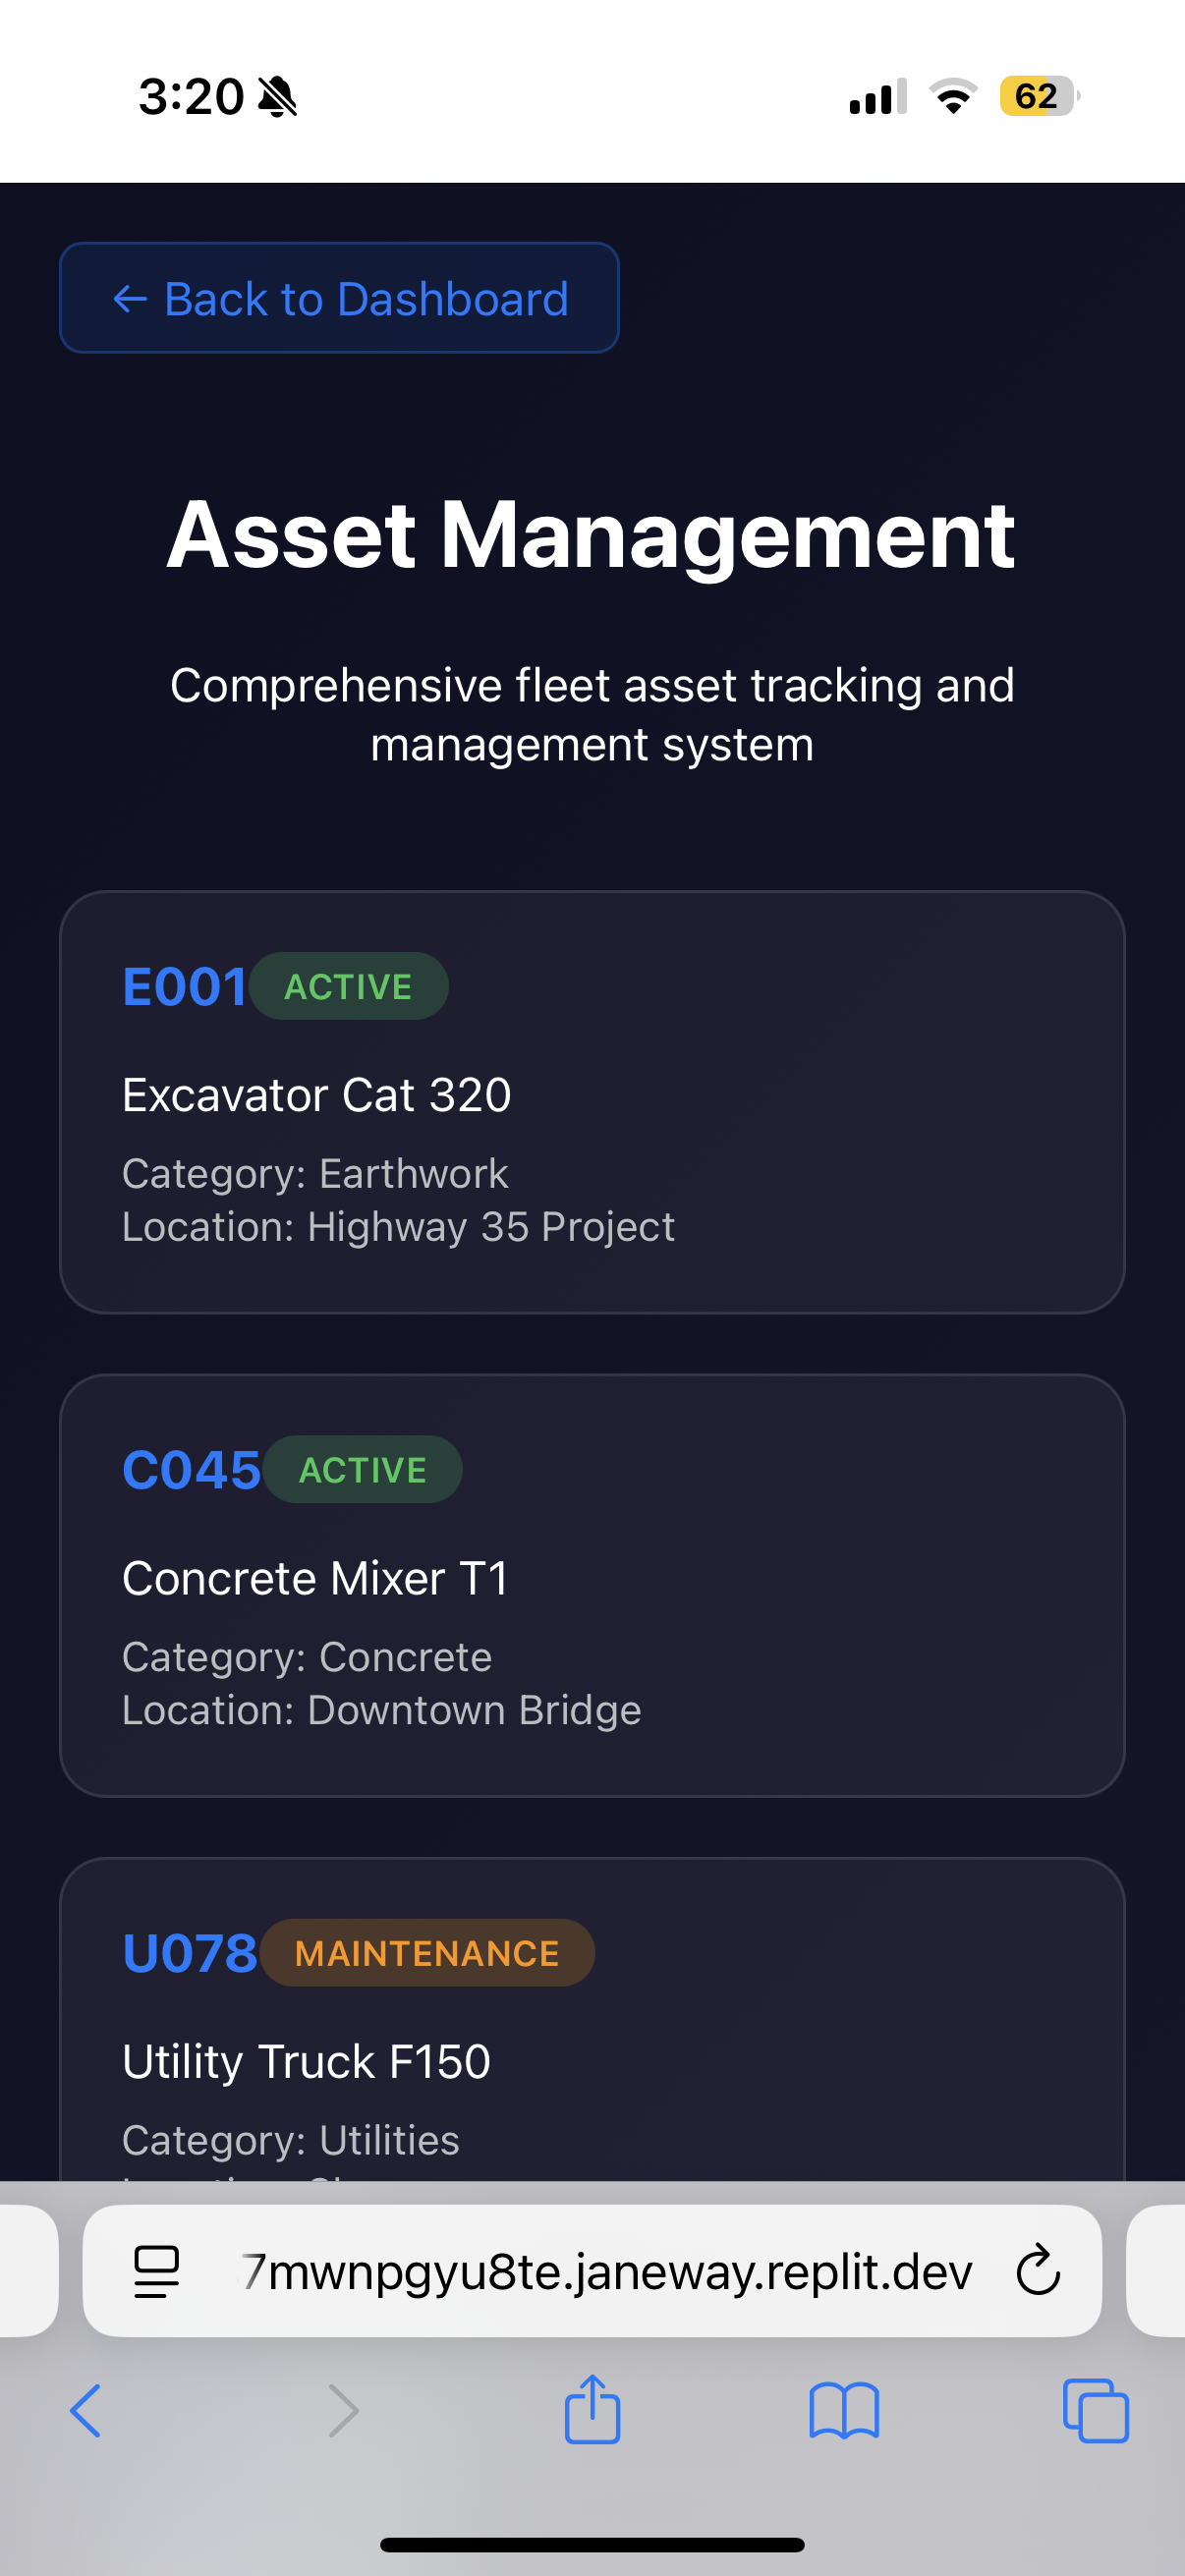 3:20
62
← Back to Dashboard
Asset Management
Comprehensive fleet asset tracking and
management system
E001 ACTIVE
Excavator Cat 320
Category: Earthwork
Location: Highway 35 Project
C045 ACTIVE
Concrete Mixer T1
Category: Concrete
Location: Downtown Bridge
U078 MAINTENANCE
Utility Truck F150
Category: Utilities
7mwnpgyu8te.janeway.replit.dev